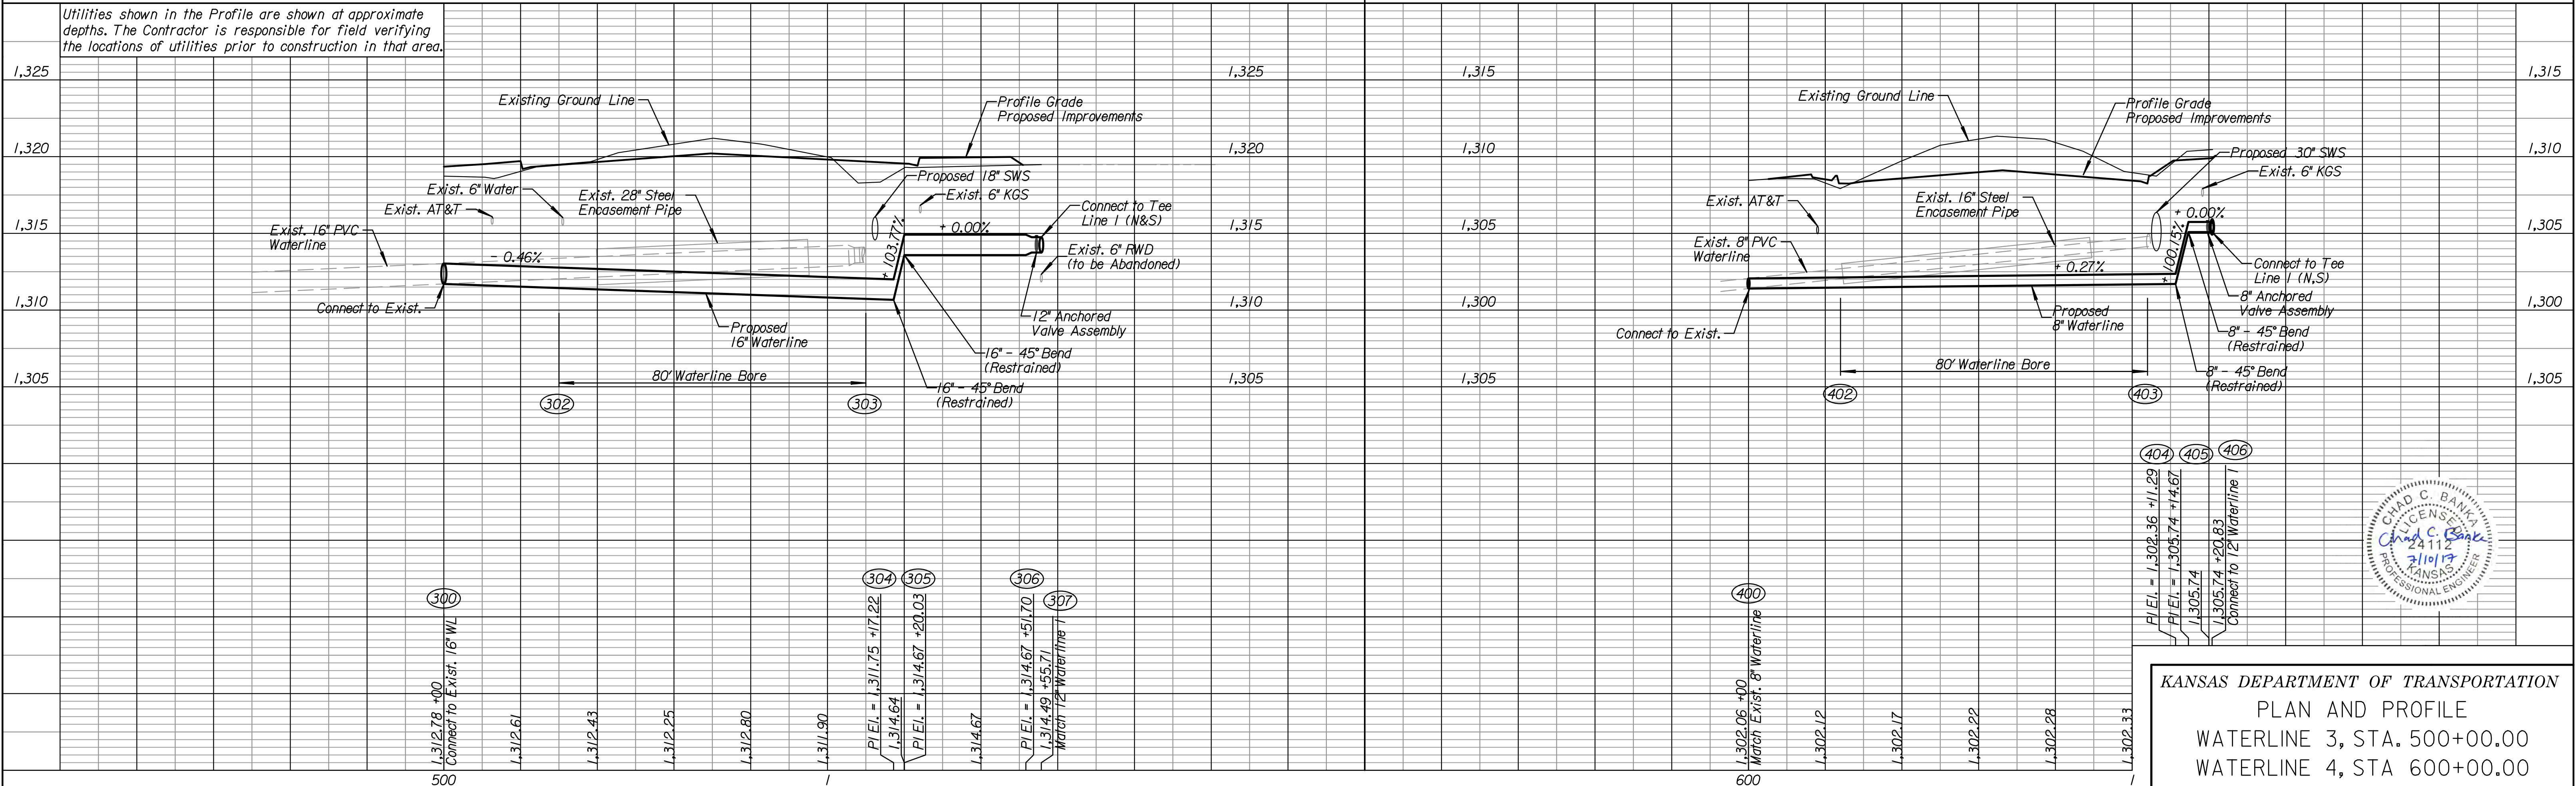 Utilities shown in the Profile are shown at approximate
depths. The Contractor is responsible for field verifying
the locations of utilities prior to construction in that area.
1,325
1,320
1,315
1,310
1,305
Existing Ground Line
Profile Grade
Proposed Improvements
Exist. 6" Water
Exist. AT&T
Exist. 28" Steel
Encasement Pipe
Exist. 16" PVC
Waterline
- 0.46%
Proposed 18" SWS
Exist. 6" KGS
+ 103.77%
+ 0.00%
Connect to Tee
Line 1 (N&S)
Exist. 6" RWD
(to be Abandoned)
Connect to Exist.
Proposed
16" Waterline
12" Anchored
Valve Assembly
16" - 45° Bend
(Restrained)
16" - 45° Bend
(Restrained)
80' Waterline Bore
302
303
300
304
305
306
307
1,312.78 +00
Connect to Exist. 16" WL
1,312.61
1,312.43
1,312.25
1,312.80
1,311.90
PI El. = 1,311.75 +17.22
1,314.64
PI El. = 1,314.67 +20.03
1,314.67
PI El. = 1,314.67 +51.70
1,314.49 +55.71
Match 12" Waterline 1
500
1
1,325
1,320
1,315
1,310
1,305
1,315
1,310
1,305
1,300
1,305
Existing Ground Line
Profile Grade
Proposed Improvements
Proposed 30" SWS
Exist. 6" KGS
Exist. AT&T
Exist. 16" Steel
Encasement Pipe
Exist. 8" PVC
Waterline
+ 0.27%
+ 100.15%
+ 0.00%
Connect to Tee
Line 1 (N,S)
8" Anchored
Valve Assembly
8" - 45° Bend
(Restrained)
8" - 45° Bend
(Restrained)
Connect to Exist.
Proposed
8" Waterline
80' Waterline Bore
402
403
404
405
406
400
1,302.06 +00
Match Exist. 8" Waterline
1,302.12
1,302.17
1,302.22
1,302.28
1,302.33
PI El. = 1,302.36 +11.29
PI El. = 1,305.74 +14.67
1,305.74
1,305.74 +20.83
Connect to 12" Waterline 1
600
1
1,315
1,310
1,305
1,300
1,305
CHAD C. BANKA
LICENSED
Chad C. Banka
24112
7/10/17
KANSAS
PROFESSIONAL ENGINEER
KANSAS DEPARTMENT OF TRANSPORTATION
PLAN AND PROFILE
WATERLINE 3, STA. 500+00.00
WATERLINE 4, STA 600+00.00